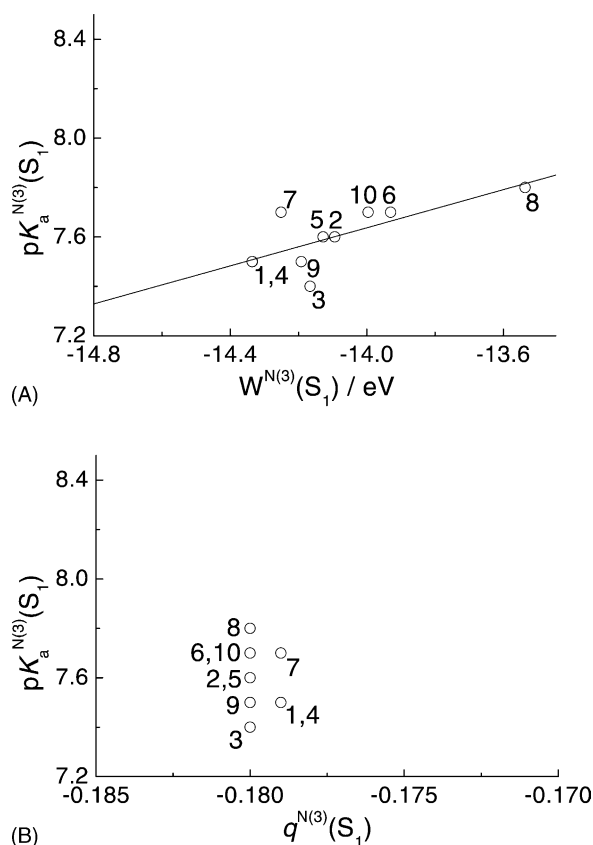 8.4
8.0
7.6
7.2
pKₐᴺ⁽³⁾(S₁)
7
5 2
10 6
8
1,4
9
3
-14.8 -14.4 -14.0 -13.6
Wᴺ⁽³⁾(S₁) / eV
(A)
8.4
8.0
7.6
7.2
pKₐᴺ⁽³⁾(S₁)
8
6,10
7
2,5
9
1,4
3
-0.185 -0.180 -0.175 -0.170
qᴺ⁽³⁾(S₁)
(B)